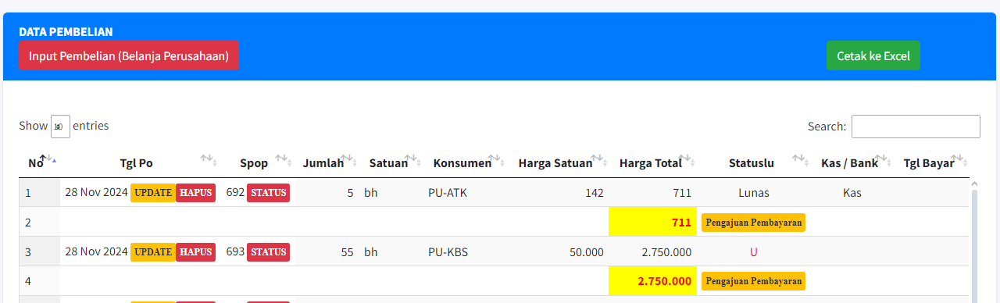 DATA PEMBELIAN
Input Pembelian (Belanja Perusahaan) Cetak ke Excel
Show 10 entries Search:
No Tgl Po Spop Jumlah Satuan Konsumen Harga Satuan Harga Total Statuslu Kas / Bank Tgl Bayar
1 28 Nov 2024 UPDATE HAPUS 692 STATUS 5 bh PU-ATK 142 711 Lunas Kas
2 711 Pengajuan Pembayaran
3 28 Nov 2024 UPDATE HAPUS 693 STATUS 55 bh PU-KBS 50.000 2.750.000 U
4 2.750.000 Pengajuan Pembayaran